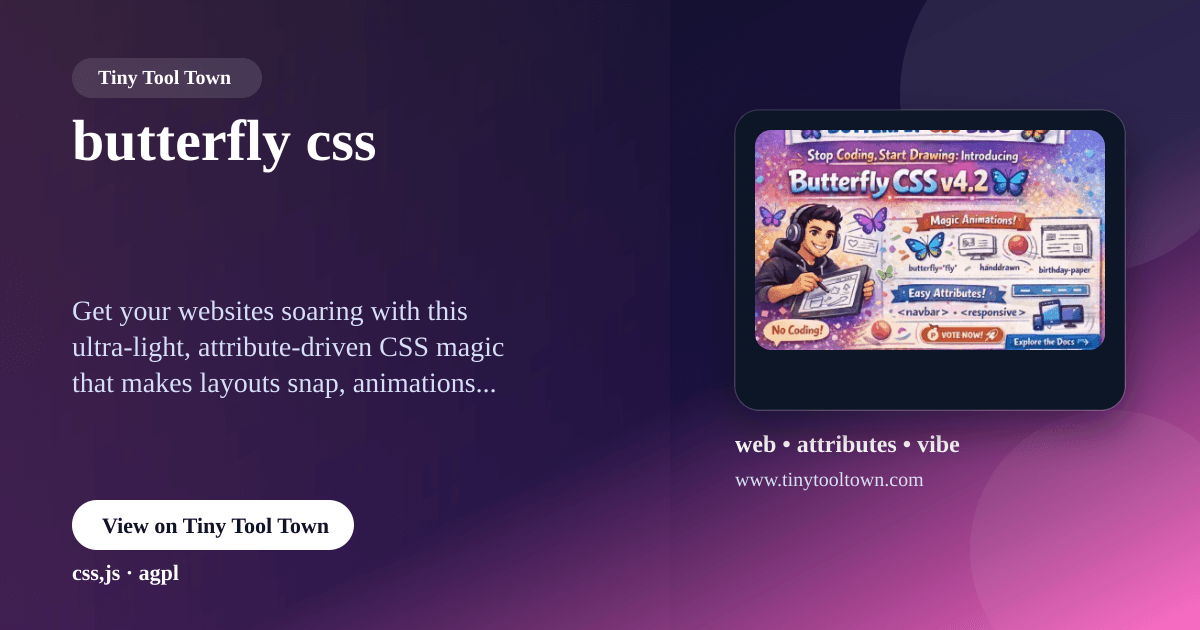 Tiny Tool Town
butterfly css
Get your websites soaring with this
ultra-light, attribute-driven CSS magic
that makes layouts snap, animations...
View on Tiny Tool Town
css,js · agpl
Stop Coding, Start Drawing: Introducing
Butterfly CSS v4.2
Magic Animations!
butterfly="fly"
handdrawn
birthday-paper
Easy Attributes!
<navbar> • <responsive>
No Coding!
VOTE NOW!
Explore the Docs
web • attributes • vibe
www.tinytooltown.com